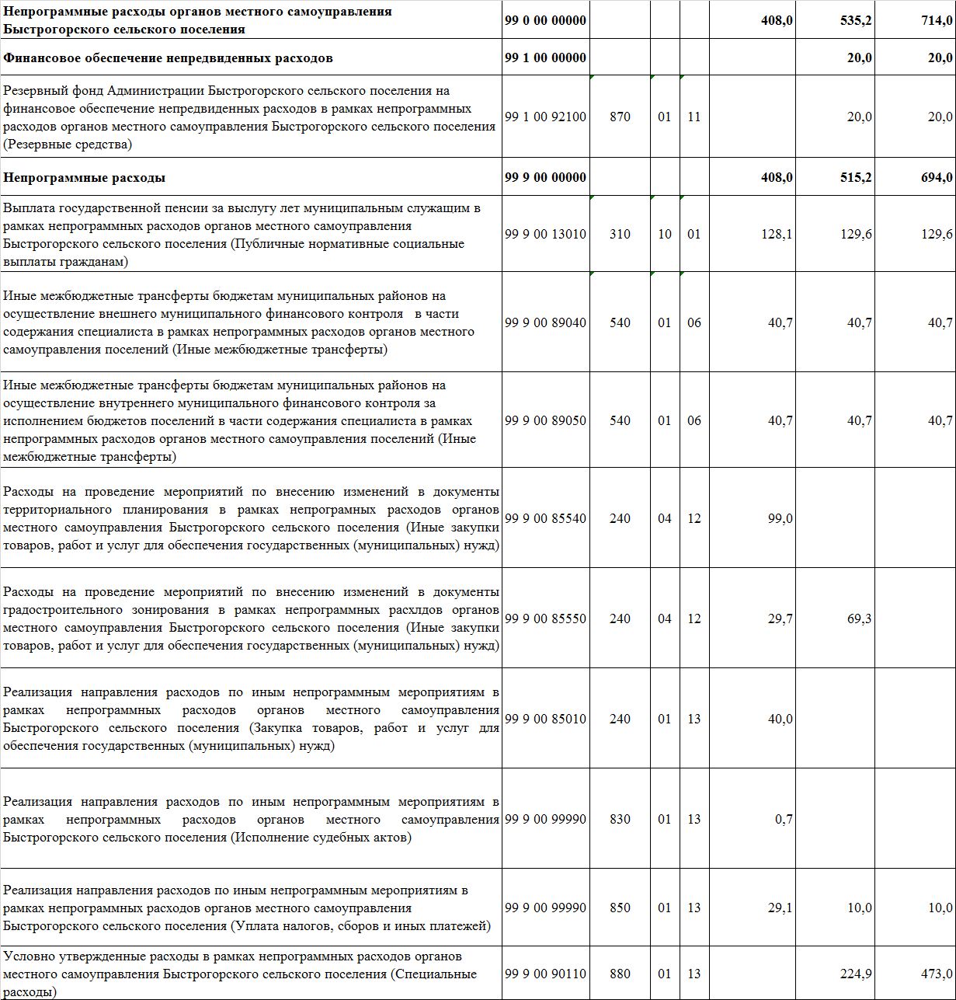 Непрограммные расходы органов местного самоуправления
Быстрогорского сельского поселения
99 0 00 00000 408,0 535,2 714,0
Финансовое обеспечение непредвиденных расходов 99 1 00 00000 20,0 20,0
Резервный фонд Администрации Быстрогорского сельского поселения на
финансовое обеспечение непредвиденных расходов в рамках непрограммных
расходов органов местного самоуправления Быстрогорского сельского поселения
(Резервные средства)
99 1 00 92100 870 01 11 20,0 20,0
Непрограммные расходы 99 9 00 00000 408,0 515,2 694,0
Выплата государственной пенсии за выслугу лет муниципальным служащим в
рамках непрограммных расходов органов местного самоуправления
Быстрогорского сельского поселения (Публичные нормативные социальные
выплаты гражданам)
99 9 00 13010 310 10 01 128,1 129,6 129,6
Иные межбюджетные трансферты бюджетам муниципальных районов на
осуществление внешнего муниципального финансового контроля в части
содержания специалиста в рамках непрограммных расходов органов местного
самоуправления поселений (Иные межбюджетные трансферты)
99 9 00 89040 540 01 06 40,7 40,7 40,7
Иные межбюджетные трансферты бюджетам муниципальных районов на
осуществление внутреннего муниципального финансового контроля за
исполнением бюджетов поселений в части содержания специалиста в рамках
непрограммных расходов органов местного самоуправления поселений (Иные
межбюджетные трансферты)
99 9 00 89050 540 01 06 40,7 40,7 40,7
Расходы на проведение мероприятий по внесению изменений в документы
территориального планирования в рамках непрограмных расходов органов
местного самоуправления Быстрогорского сельского поселения (Иные закупки
товаров, работ и услуг для обеспечения государственных (муниципальных) нужд)
99 9 00 85540 240 04 12 99,0
Расходы на проведение мероприятий по внесению изменений в документы
градостроительного зонирования в рамках непрограммных расхлдов органов
местного самоуправления Быстрогорского сельского поселения (Иные закупки
товаров, работ и услуг для обеспечения государственных (муниципальных) нужд)
99 9 00 85550 240 04 12 29,7 69,3
Реализация направления расходов по иным непрограммным мероприятиям в
рамках непрограммных расходов органов местного самоуправления
Быстрогорского сельского поселения (Закупка товаров, работ и услуг для
обеспечения государственных (муниципальных) нужд)
99 9 00 85010 240 01 13 40,0
Реализация направления расходов по иным непрограммным мероприятиям в
рамках непрограммных расходов органов местного самоуправления
Быстрогорского сельского поселения (Исполнение судебных актов)
99 9 00 99990 830 01 13 0,7
Реализация направления расходов по иным непрограммным мероприятиям в
рамках непрограммных расходов органов местного самоуправления
Быстрогорского сельского поселения (Уплата налогов, сборов и иных платежей)
99 9 00 99990 850 01 13 29,1 10,0 10,0
Условно утвержденные расходы в рамках непрограммных расходов органов
местного самоуправления Быстрогорского сельского поселения (Специальные
расходы)
99 9 00 90110 880 01 13 224,9 473,0